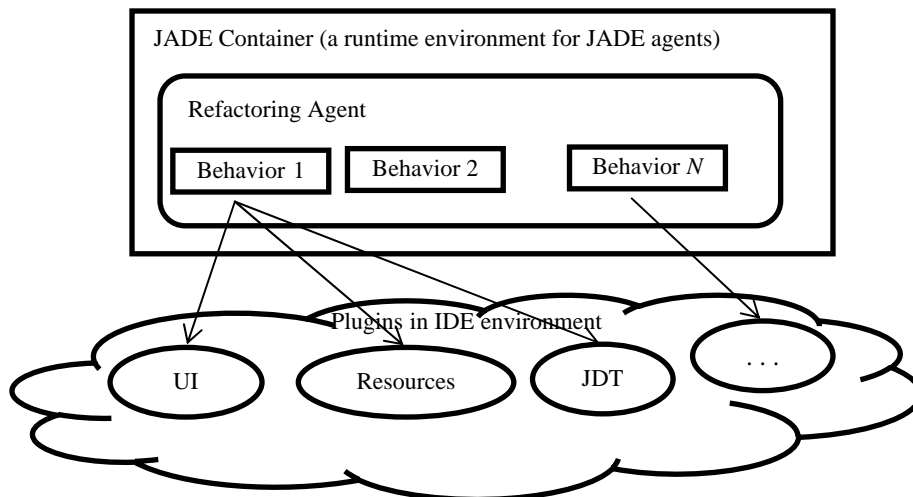 JADE Container (a runtime environment for JADE agents)
Refactoring Agent
Behavior 1
Behavior 2
Behavior N
Plugins in IDE environment
UI
Resources
JDT
. . .